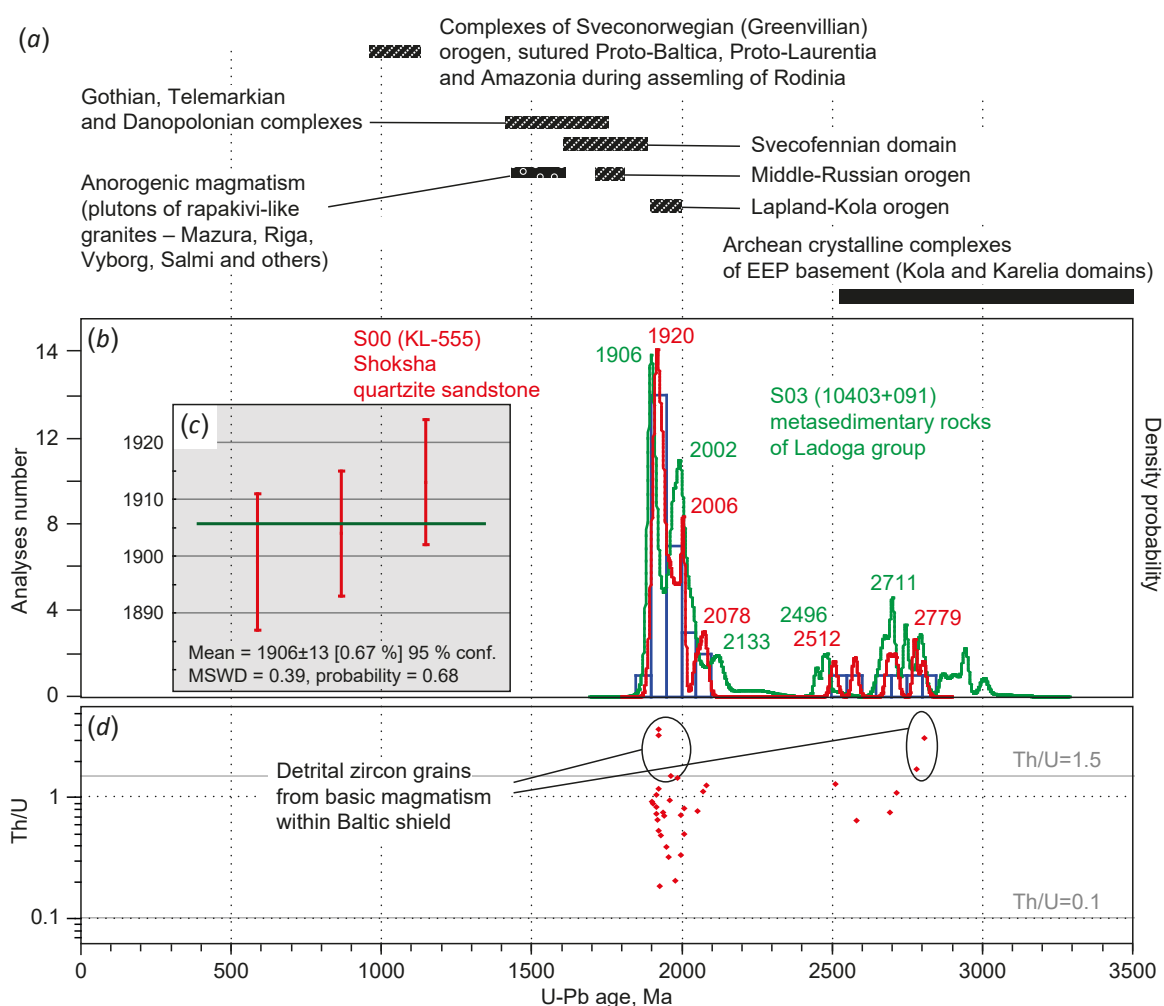 (a)
Complexes of Sveconorwegian (Greenvillian)
orogen, sutured Proto-Baltica, Proto-Laurentia
and Amazonia during assemling of Rodinia
Gothian, Telemarkian
and Danopolonian complexes
Svecofennian domain
Anorogenic magmatism
(plutons of rapakivi-like
granites – Mazura, Riga,
Vyborg, Salmi and others)
Middle-Russian orogen
Lapland-Kola orogen
Archean crystalline complexes
of EEP basement (Kola and Karelia domains)
(b)
S00 (KL-555)
Shoksha
quartzite sandstone
1906
1920
2002
2006
2078
2133
2496
2512
2711
2779
S03 (10403+091)
metasedimentary rocks
of Ladoga group
14
12
10
8
6
4
2
0
Analyses number
Density probability
(c)
1920
1910
1900
1890
Mean = 1906±13 [0.67 %] 95 % conf.
MSWD = 0.39, probability = 0.68
(d)
Detrital zircon grains
from basic magmatism
within Baltic shield
Th/U=1.5
Th/U=0.1
1
0.1
Th/U
0
500
1000
1500
2000
2500
3000
3500
U-Pb age, Ma